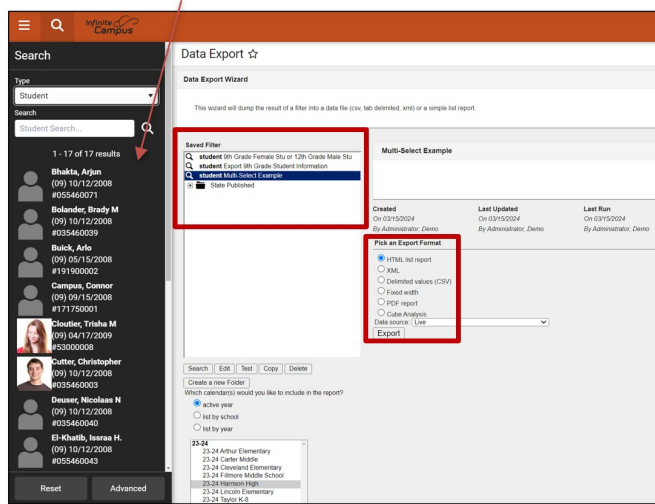 Infinite
Campus
Search
Type
Student
Search
Student Search...
1 - 17 of 17 results
Bhakta, Arjun
(09) 10/12/2008
#055460071
Bolander, Brady M
(09) 10/12/2008
#035460039
Buick, Arlo
(09) 05/15/2008
#191900002
Campus, Connor
(09) 09/15/2008
#171750001
Cloutier, Trisha M
(09) 04/17/2009
#53000008
Cutter, Christopher
(09) 10/12/2008
#035460003
Deuser, Nicolaas N
(09) 10/12/2008
#035460040
El-Khatib, Issraa H.
(09) 10/12/2008
#055460043
Reset Advanced
Data Export ☆
Data Export Wizard
This wizard will dump the result of a filter into a data file (csv, tab delimited, xml) or a simple list report
Saved Filter
student 9th Grade Female Stu or 12th Grade Male Stu
student Export 9th Grade Student Information
student Multi-Select Example
State Published
Multi-Select Example
Created Last Updated Last Run
On 03/15/2024 On 03/15/2024 On 03/15/2024
By Administrator, Demo By Administrator, Demo By Administrator, Demo
Pick an Export Format
HTML list report
XML
Delimited values (CSV)
Fixed width
PDF report
Cube Analysis
Data source: Live
Export
Search Edit Test Copy Delete
Create a new Folder
Which calendar(s) would you like to include in the report?
active year
list by school
list by year
23-24
23-24 Arthur Elementary
23-24 Carter Middle
23-24 Cleveland Elementary
23-24 Fillmore Middle School
23-24 Harrison High
23-24 Lincoln Elementary
23-24 Taylor K-8